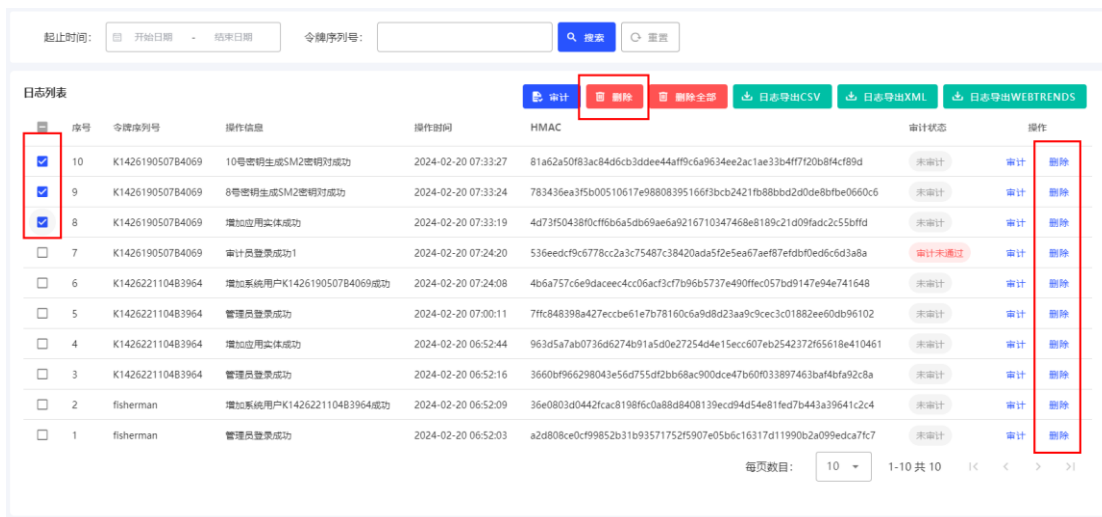 起止时间: 开始日期 - 结束日期 令牌序列号: 搜索 重置
日志列表 审计 删除 删除全部 日志导出CSV 日志导出XML 日志导出WEBTRENDS
序号 令牌序列号 操作信息 操作时间 HMAC 审计状态 操作
10 K1426190507B4069 10号密钥生成SM2密钥对成功 2024-02-20 07:33:27 81a62a50f83ac84d6cb3ddee44aff9c6a9634ee2ac1ae33b4ff7f20b8f4cf89d 未审计 审计 删除
9 K1426190507B4069 8号密钥生成SM2密钥对成功 2024-02-20 07:33:24 783436ea3f5b00510617e98808395166f3bcb2421fb88bbd2d0de8bfbe0660c6 未审计 审计 删除
8 K1426190507B4069 增加应用实体成功 2024-02-20 07:33:19 4d73f50438f0cff6b6a5db69ae6a9216710347468e8189c21d09fadc2c55bffd 未审计 审计 删除
7 K1426190507B4069 审计员登录成功1 2024-02-20 07:24:20 536eedcf9c6778cc2a3c75487c38420ada5f2e5ea67aef87efdbf0ed6c6d3a8a 审计未通过 审计 删除
6 K1426221104B3964 增加系统用户K1426190507B4069成功 2024-02-20 07:24:08 4b6a757c6e9daceec4cc06acf3cf7b96b5737e490ffec057bd9147e94e741648 未审计 审计 删除
5 K1426221104B3964 管理员登录成功 2024-02-20 07:00:11 7ffc848398a427eccbe61e7b78160c6a9d8d23aa9c9cec3c01882ee60db96102 未审计 审计 删除
4 K1426221104B3964 增加应用实体成功 2024-02-20 06:52:44 963d5a7ab0736d6274b91a5d0e27254d4e15ecc607eb2542372f65618e410461 未审计 审计 删除
3 K1426221104B3964 管理员登录成功 2024-02-20 06:52:16 3660bf966298043e56d755df2bb68ac900dce47b60f033897463baf4bfa92c8a 未审计 审计 删除
2 fisherman 增加系统用户K1426221104B3964成功 2024-02-20 06:52:09 36e0803d0442fcac8198f6c0a88d8408139ecd94d54e81fed7b443a39641c2c4 未审计 审计 删除
1 fisherman 管理员登录成功 2024-02-20 06:52:03 a2d808ce0cf99852b31b93571752f5907e05b6c16317d11990b2a099edca7fc7 未审计 审计 删除
每页数目: 10 1-10 共 10